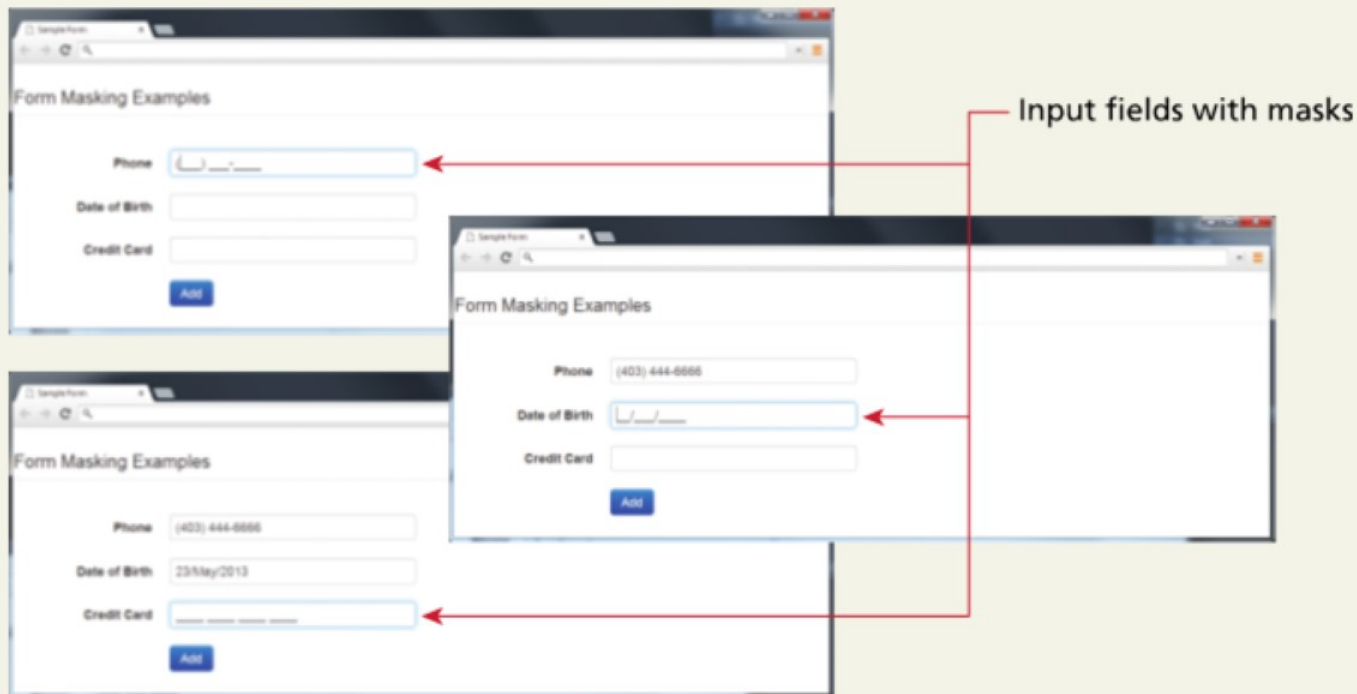 Sample Form
Form Masking Examples
Phone (___) ___-____
Date of Birth
Credit Card
Add
Input fields with masks
Sample Form
Form Masking Examples
Phone (403) 444-6666
Date of Birth __/___/____
Credit Card
Add
Sample Form
Form Masking Examples
Phone (403) 444-6666
Date of Birth 23/May/2013
Credit Card ____ ____ ____ ____
Add